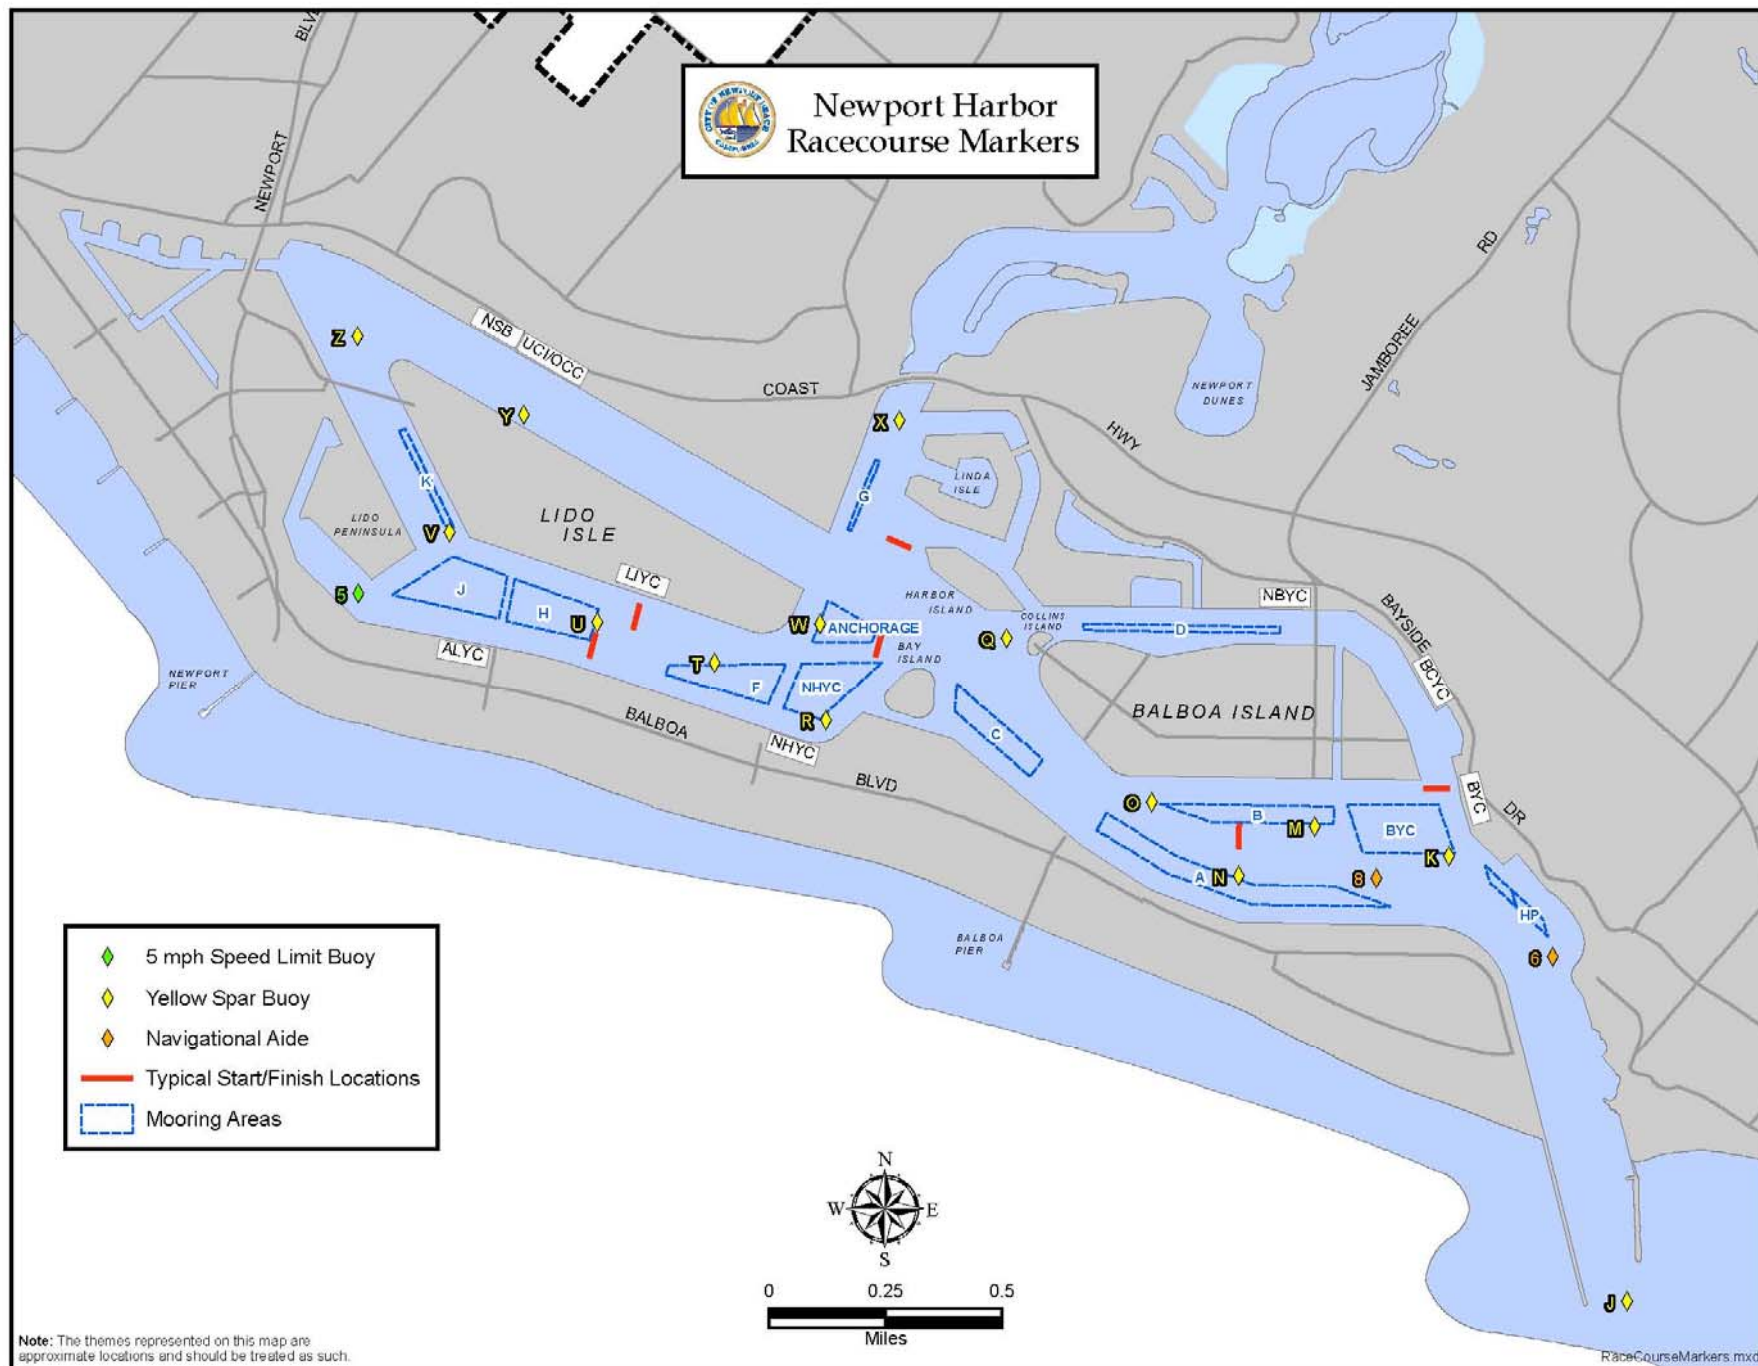 Newport Harbor
Racecourse Markers
BLVD
NEWPORT
NSB
UCI/OCC
COAST
HWY
JAMBOREE
RD
NEWPORT
DUNES
Z
Y
X
K
G
LINDA
ISLE
LIDO
PENINSULA
LIDO
ISLE
V
5
J
H
U
LIYC
W
ANCHORAGE
HARBOR
ISLAND
COLLINS
ISLAND
Q
D
NBYC
BAYSIDE
BCYC
DR
ALYC
T
F
NHYC
BAY
ISLAND
R
NHYC
C
BALBOA ISLAND
NEWPORT
PIER
BALBOA
BLVD
O
B
M
BYC
BYC
K
A
N
8
HP
6
BALBOA
PIER
5 mph Speed Limit Buoy
Yellow Spar Buoy
Navigational Aide
Typical Start/Finish Locations
Mooring Areas
N
W
E
S
0 0.25 0.5
Miles
J
Note: The themes represented on this map are
approximate locations and should be treated as such.
RaceCourseMarkers.mxd